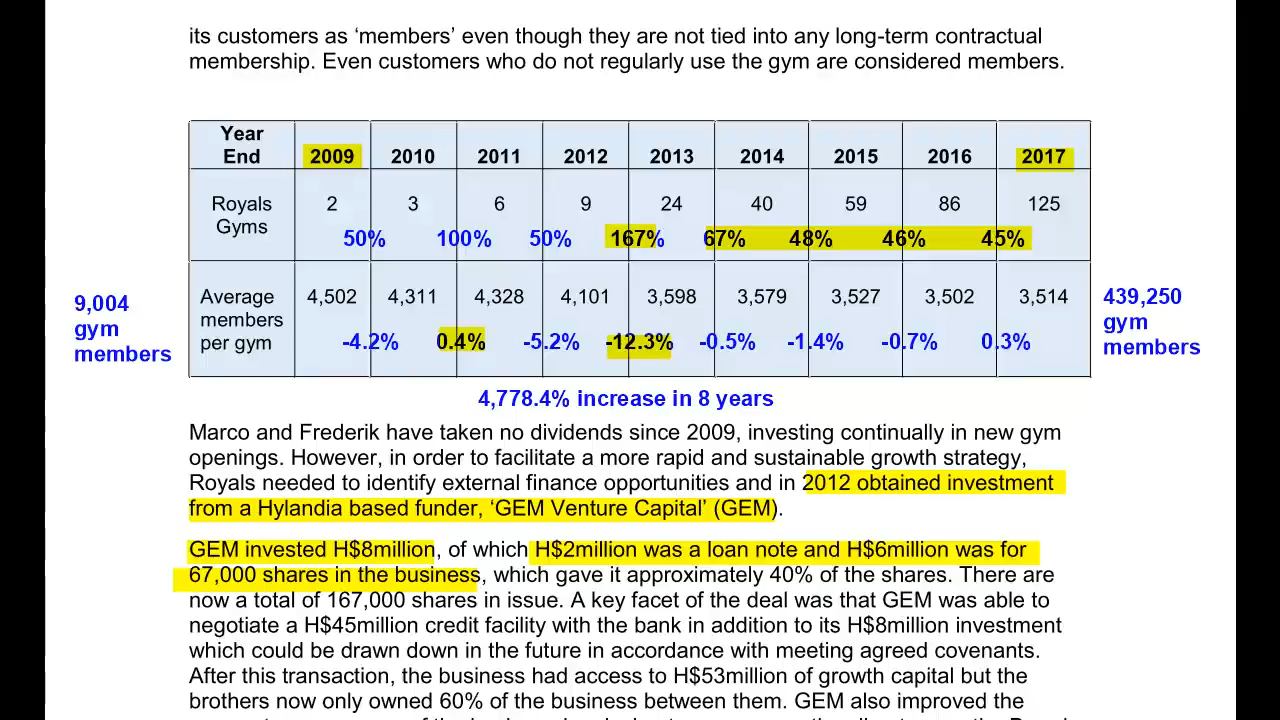 its customers as ‘members’ even though they are not tied into any long-term contractual
membership. Even customers who do not regularly use the gym are considered members.
Year End 2009 2010 2011 2012 2013 2014 2015 2016 2017
Royals Gyms 2 3 6 9 24 40 59 86 125
50% 100% 50% 167% 67% 48% 46% 45%
9,004 gym members
Average members per gym 4,502 4,311 4,328 4,101 3,598 3,579 3,527 3,502 3,514
-4.2% 0.4% -5.2% -12.3% -0.5% -1.4% -0.7% 0.3%
439,250 gym members
4,778.4% increase in 8 years
Marco and Frederik have taken no dividends since 2009, investing continually in new gym
openings. However, in order to facilitate a more rapid and sustainable growth strategy,
Royals needed to identify external finance opportunities and in 2012 obtained investment
from a Hylandia based funder, ‘GEM Venture Capital’ (GEM).
GEM invested H$8million, of which H$2million was a loan note and H$6million was for
67,000 shares in the business, which gave it approximately 40% of the shares. There are
now a total of 167,000 shares in issue. A key facet of the deal was that GEM was able to
negotiate a H$45million credit facility with the bank in addition to its H$8million investment
which could be drawn down in the future in accordance with meeting agreed covenants.
After this transaction, the business had access to H$53million of growth capital but the
brothers now only owned 60% of the business between them. GEM also improved the